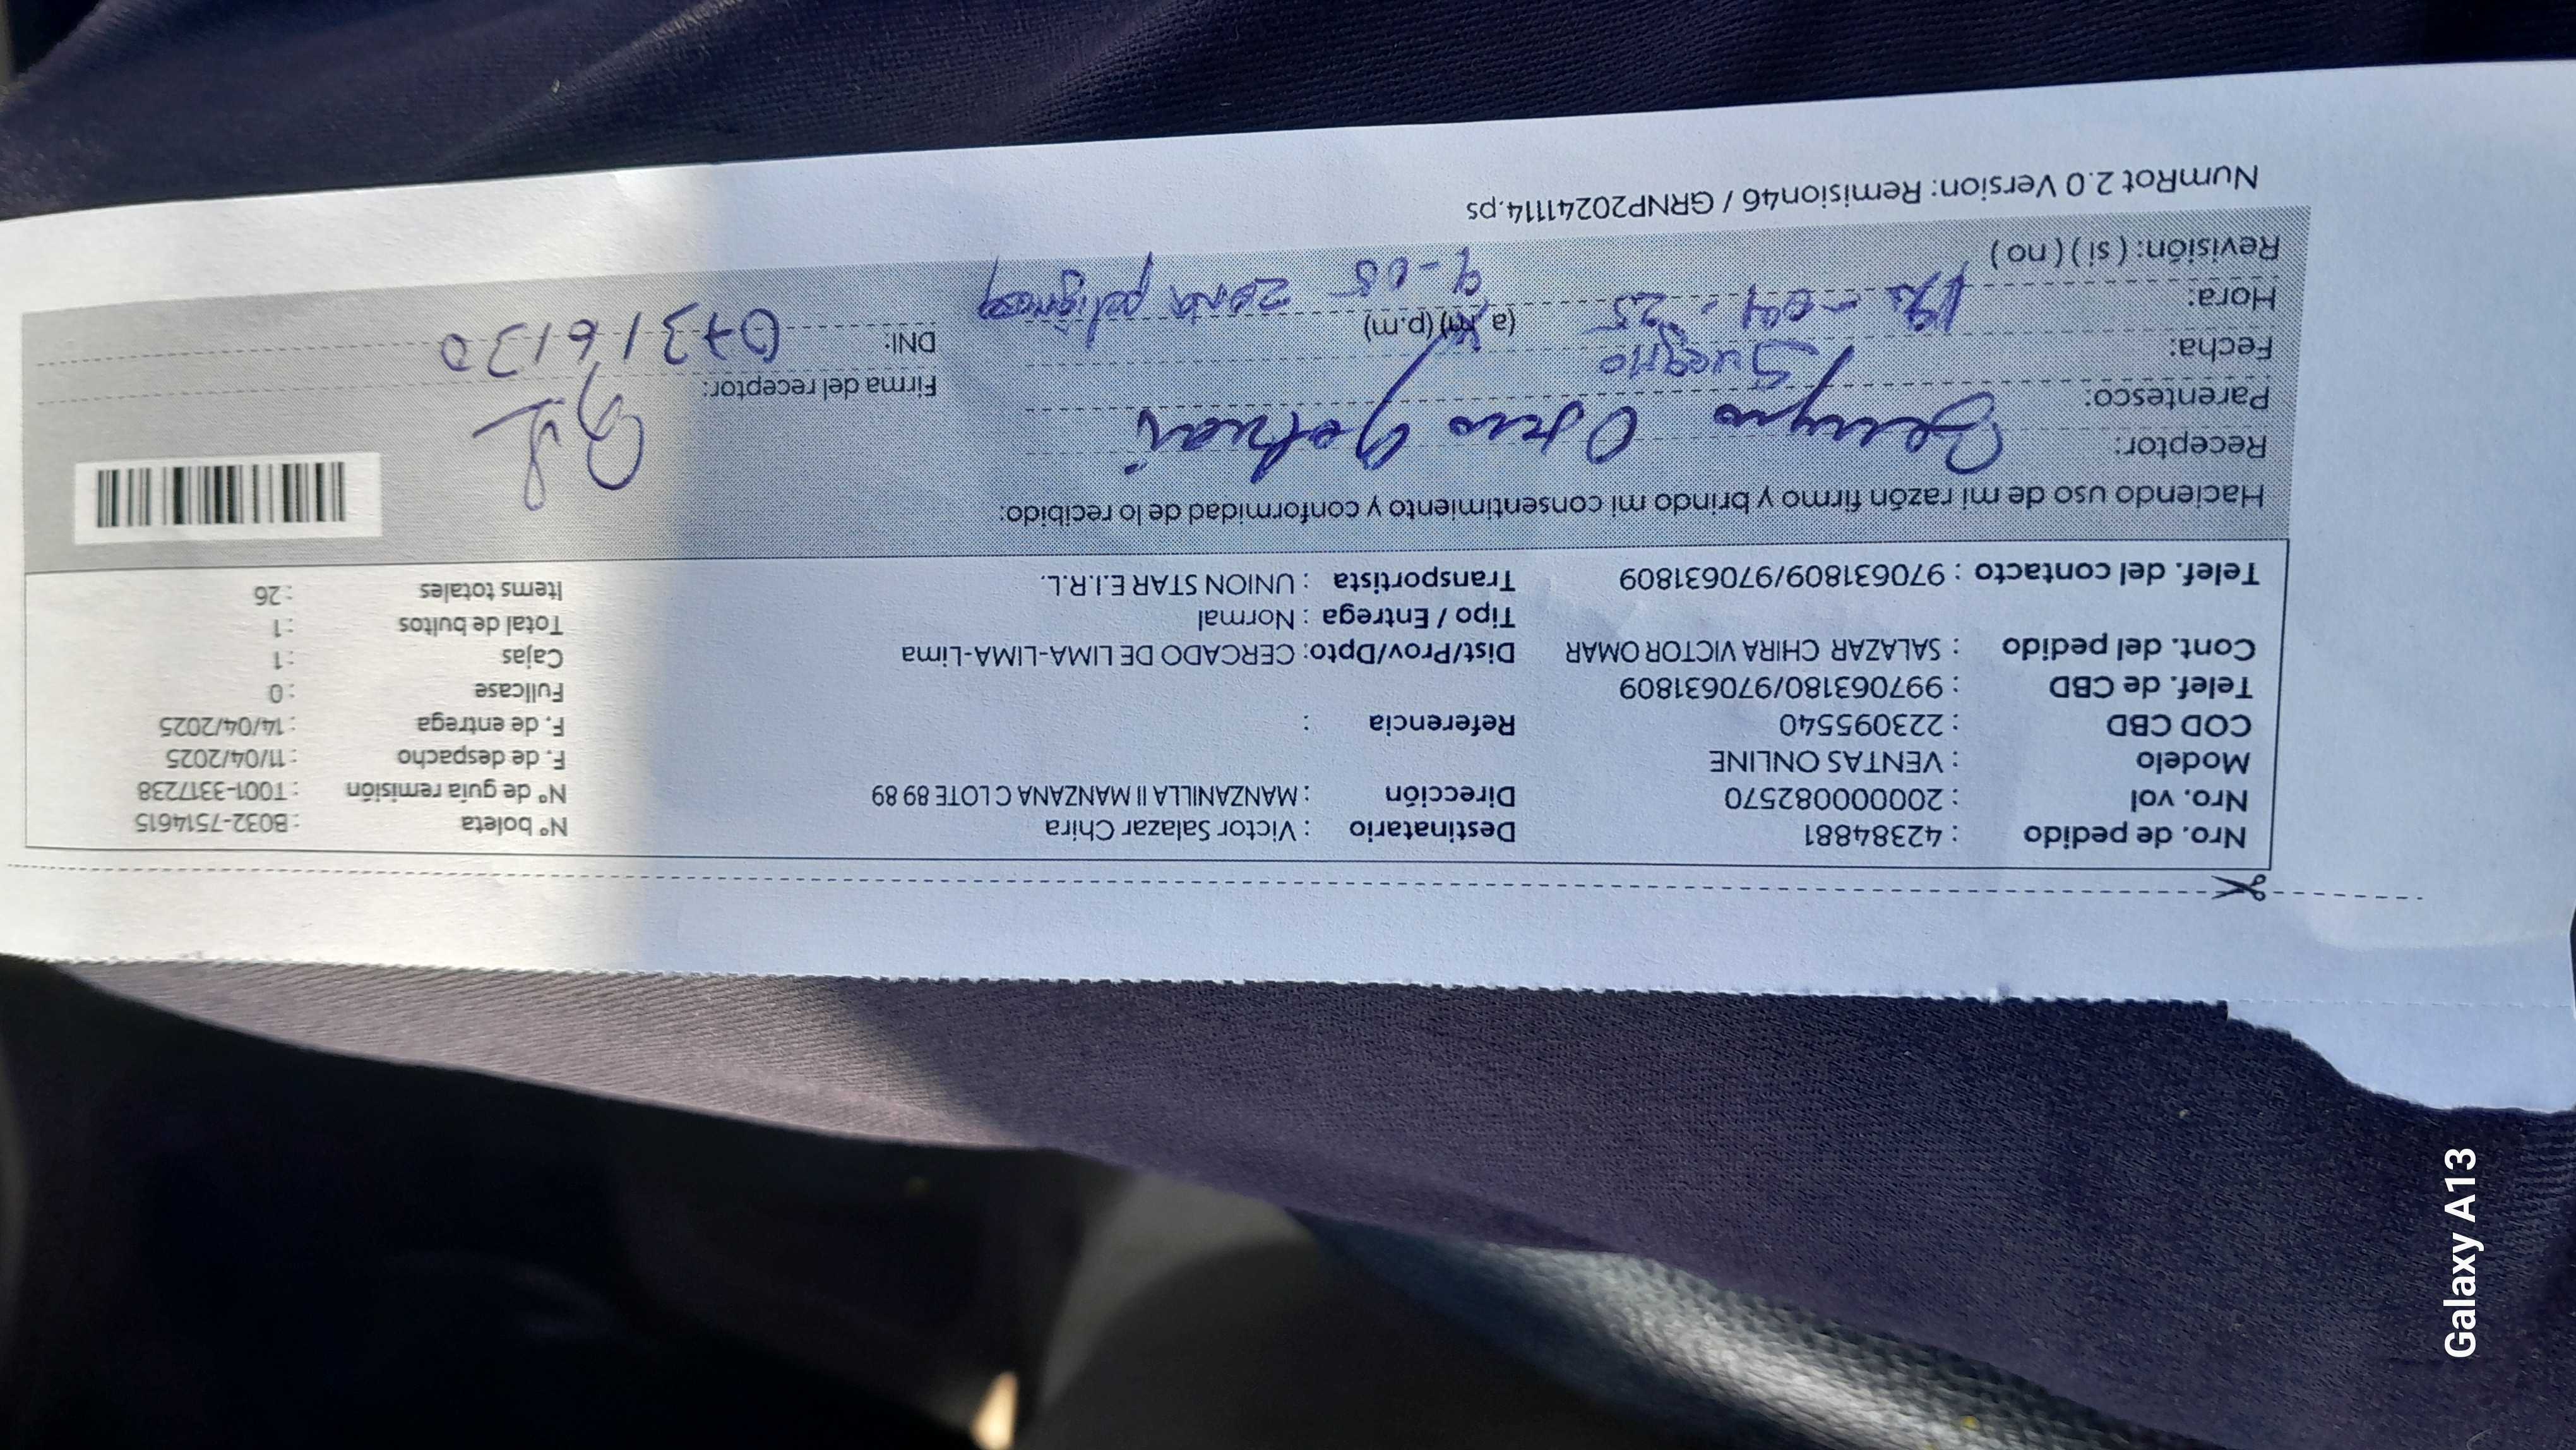 Nro. de pedido : 42384881
Nro. vol : 2000000082570
Modelo : VENTAS ONLINE
COD CBD : 223095540
Telef. de CBD : 997063180/970631809
Cont. del pedido : SALAZAR CHIRA VICTOR OMAR
Telef. del contacto : 970631809/970631809
Destinatario : Victor Salazar Chira
Dirección : MANZANILLA II MANZANA C LOTE 89 89
Referencia :
Dist/Prov/Dpto: CERCADO DE LIMA-LIMA-Lima
Tipo / Entrega : Normal
Transportista : UNION STAR E.I.R.L.
N° boleta : B032-7514615
N° de guía remisión : T001-3317238
F. de despacho : 11/04/2025
F. de entrega : 14/04/2025
Fullcase : 0
Cajas : 1
Total de bultos : 1
Items totales : 26
Haciendo uso de mi razón firmo y brindo mi consentimiento y conformidad de lo recibido:
Receptor:
Parentesco: Suegro
Fecha: 04 - 25
Hora: (a.m) (p.m) 9-05 zona peligrosa
Revisión: ( si ) ( no )
Firma del receptor:
DNI: 07316130
NumRot 2.0 Version: Remision46 / GRNP20241114.ps
Galaxy A13